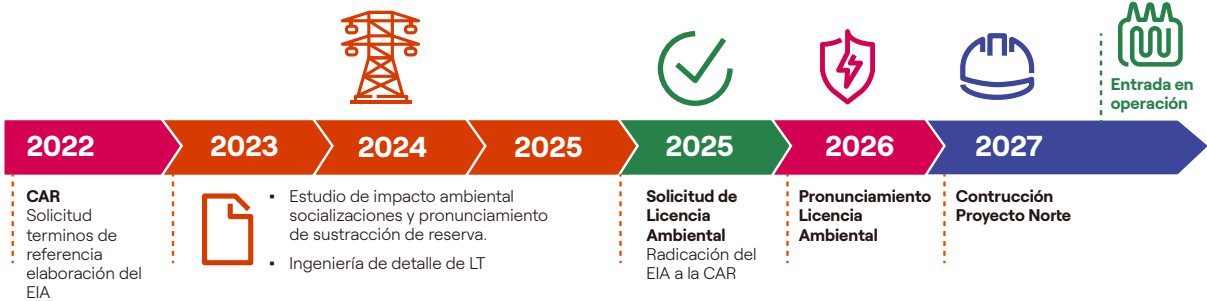 Entrada en
operación
2022
2023
2024
2025
2025
2026
2027
CAR
Solicitud
terminos de
referencia
elaboración del
EIA
▪ Estudio de impacto ambiental
socializaciones y pronunciamiento
de sustracción de reserva.
▪ Ingeniería de detalle de LT
Solicitud de
Licencia
Ambiental
Radicación del
EIA a la CAR
Pronunciamiento
Licencia
Ambiental
Contrucción
Proyecto Norte